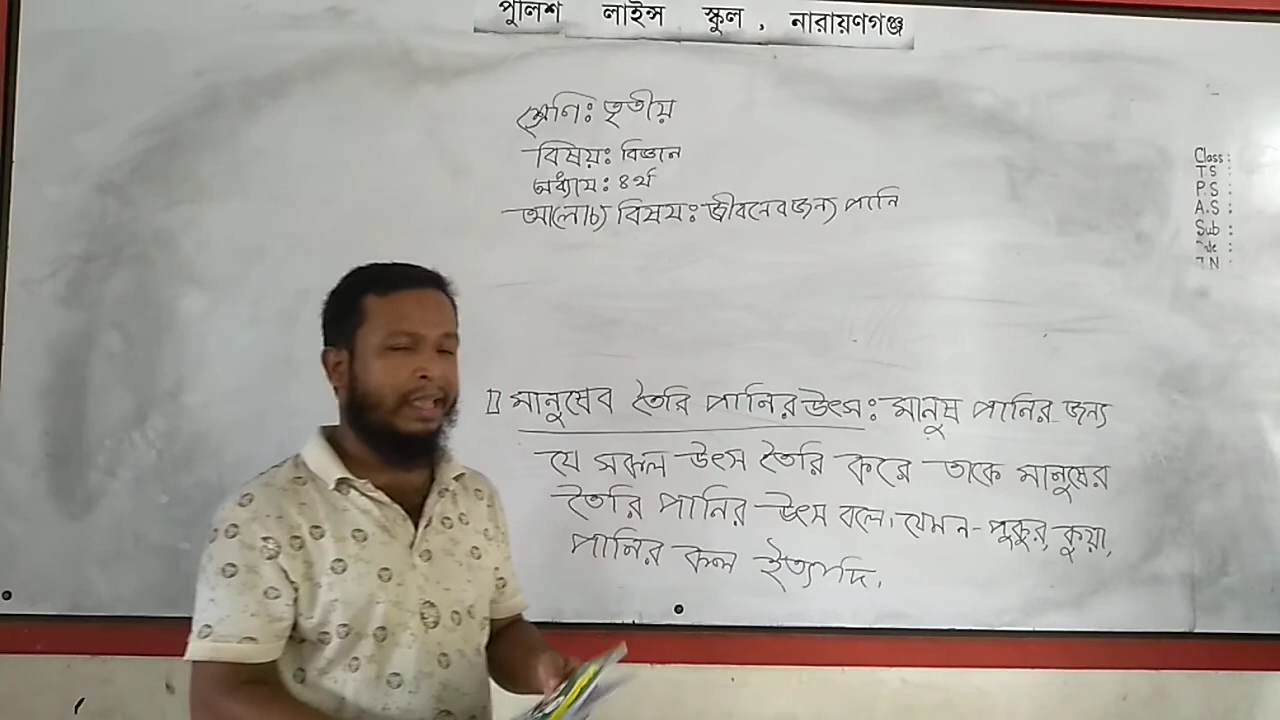 পুলিশ লাইন্স স্কুল , নারায়ণগঞ্জ
শ্রেণি: তৃতীয়
বিষয়: বিজ্ঞান
অধ্যায়: ৪র্থ
আলোচ্য বিষয়: জীবনের জন্য পানি
Class :
T S :
P.S :
A.S :
Sub :
মানুষের তৈরি পানির উৎস: মানুষ পানির জন্য
যে সকল উৎস তৈরি করে তাকে মানুষের
তৈরি পানির উৎস বলে। যেমন - পুকুর, কুয়া,
পানির কল ইত্যাদি।